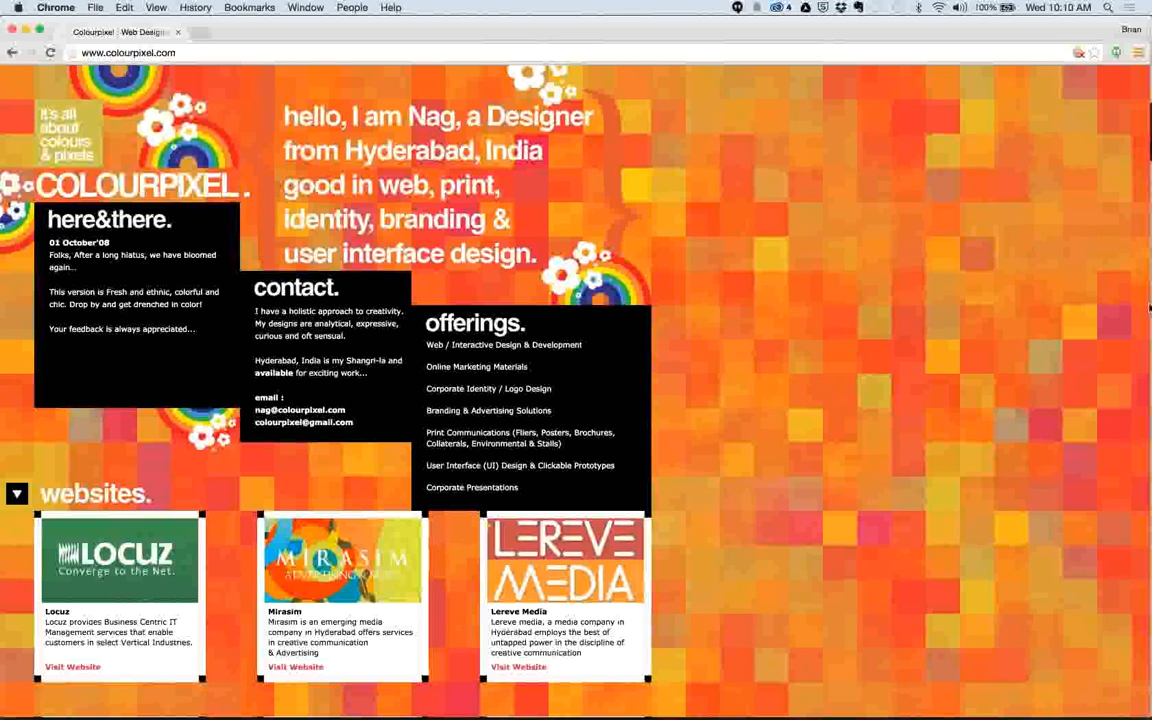 Chrome File Edit View History Bookmarks Window People Help
4
100%
Wed 10:10 AM
Colourpixel Web Design
Brian
www.colourpixel.com
it's all
about
colours
& pixels
COLOURPIXEL.
hello, I am Nag, a Designer
from Hyderabad, India
good in web, print,
identity, branding &
user interface design.
here&there.
01 October'08
Folks, After a long hiatus, we have bloomed
again...
This version is Fresh and ethnic, colorful and
chic. Drop by and get drenched in color!
Your feedback is always appreciated...
contact.
I have a holistic approach to creativity.
My designs are analytical, expressive,
curious and oft sensual.
Hyderabad, India is my Shangri-la and
available for exciting work...
email :
nag@colourpixel.com
colourpixel@gmail.com
offerings.
Web / Interactive Design & Development
Online Marketing Materials
Corporate Identity / Logo Design
Branding & Advertising Solutions
Print Communications (Fliers, Posters, Brochures,
Collaterals, Environmental & Stalls)
User Interface (UI) Design & Clickable Prototypes
Corporate Presentations
websites.
LOCUZ
Converge to the Net.
Locuz
Locuz provides Business Centric IT
Management services that enable
customers in select Vertical Industries.
Visit Website
MIRASIM
Mirasim
Mirasim is an emerging media
company in Hyderabad offers services
in creative communication
& Advertising
Visit Website
LEREVE
MEDIA
Lereve Media
Lereve media, a media company in
Hyderabad employs the best of
untapped power in the discipline of
creative communication
Visit Website